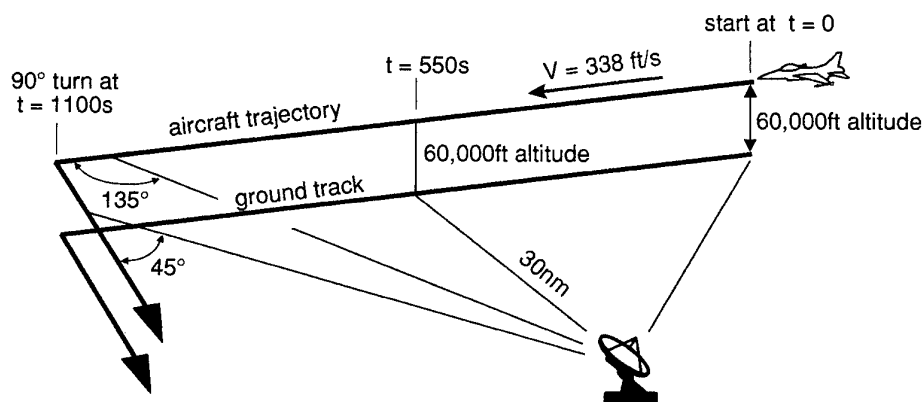 start at t = 0
t = 550s
V = 338 ft/s
90° turn at
t = 1100s
aircraft trajectory
60,000ft altitude
60,000ft altitude
135°
ground track
45°
30nm